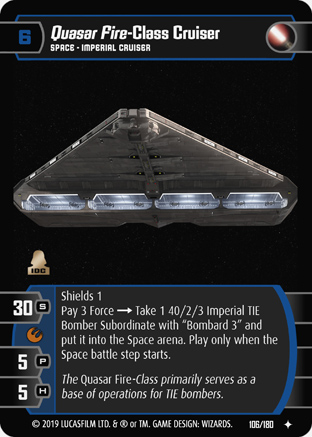 6
Quasar Fire-Class Cruiser
SPACE - IMPERIAL CRUISER
IDC
30 S
5 P
5 H
Shields 1
Pay 3 Force → Take 1 40/2/3 Imperial TIE
Bomber Subordinate with “Bombard 3” and
put it into the Space arena. Play only when the
Space battle step starts.
The Quasar Fire-Class primarily serves as a
base of operations for TIE bombers.
© 2019 LUCASFILM LTD. & ® or TM. GAME DESIGN: WIZARDS.
106/180